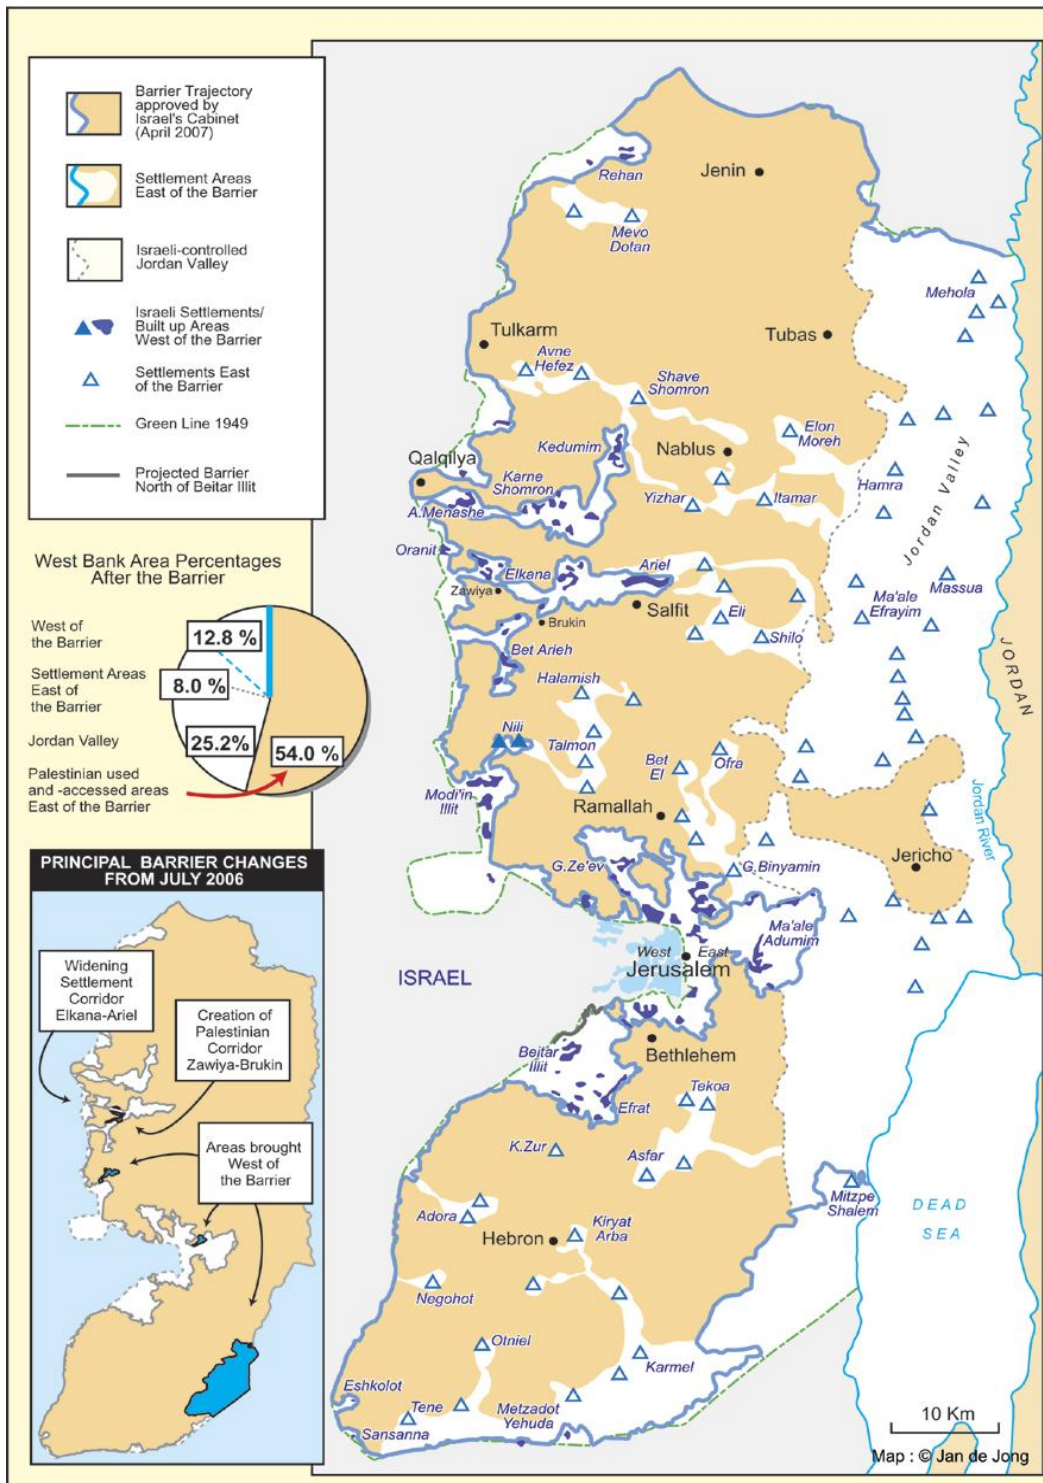 Barrier Trajectory
approved by
Israel's Cabinet
(April 2007)
Settlement Areas
East of the Barrier
Israeli-controlled
Jordan Valley
Israeli Settlements/
Built up Areas
West of the Barrier
Settlements East
of the Barrier
Green Line 1949
Projected Barrier
North of Beitar Illit
West Bank Area Percentages
After the Barrier
West of
the Barrier
12.8 %
Settlement Areas
East of
the Barrier
8.0 %
Jordan Valley
25.2%
54.0 %
Palestinian used
and -accessed areas
East of the Barrier
PRINCIPAL BARRIER CHANGES
FROM JULY 2006
Widening
Settlement
Corridor
Elkana-Ariel
Creation of
Palestinian
Corridor
Zawiya-Brukin
Areas brought
West of
the Barrier
Rehan
Jenin
Mevo
Dotan
Mehola
Tulkarm
Tubas
Avne
Hefez
Shave
Shomron
Elon
Moreh
Kedumim
Nablus
Qalqilya
Karne
Shomron
Hamra
Jordan Valley
A.Menashe
Yizhar
Itamar
Oranit
Elkana
Ariel
Massua
Zawiya
Salfit
Eli
Ma'ale
Efrayim
Brukin
Shilo
Bet Arieh
JORDAN
Halamish
Nili
Talmon
Bet
El
Ofra
Modi'in
Illit
Ramallah
Jordan River
Jericho
G.Ze'ev
G.Binyamin
Ma'ale
Adumim
West
East
Jerusalem
ISRAEL
Beitar
Illit
Bethlehem
Efrat
Tekoa
K.Zur
Asfar
Mitzpe
Shalem
DEAD
SEA
Adora
Kiryat
Arba
Hebron
Negohot
Otniel
Karmel
Eshkolot
Tene
Metzadot
Yehuda
Sansanna
10 Km
Map : © Jan de Jong